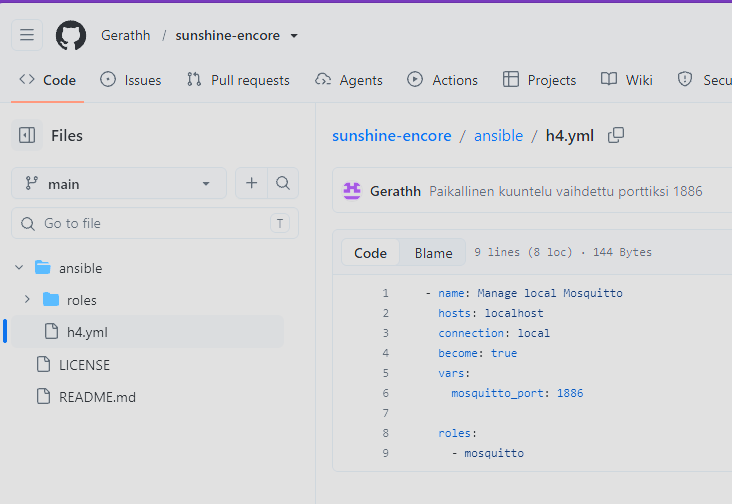 Gerathh / sunshine-encore
Code Issues Pull requests Agents Actions Projects Wiki Secu
Files
sunshine-encore / ansible / h4.yml
main
Gerathh Paikallinen kuuntelu vaihdettu porttiksi 1886
Go to file T
Code Blame 9 lines (8 loc) · 144 Bytes
ansible
roles
h4.yml
LICENSE
README.md
1 - name: Manage local Mosquitto
2 hosts: localhost
3 connection: local
4 become: true
5 vars:
6 mosquitto_port: 1886
7
8 roles:
9 - mosquitto